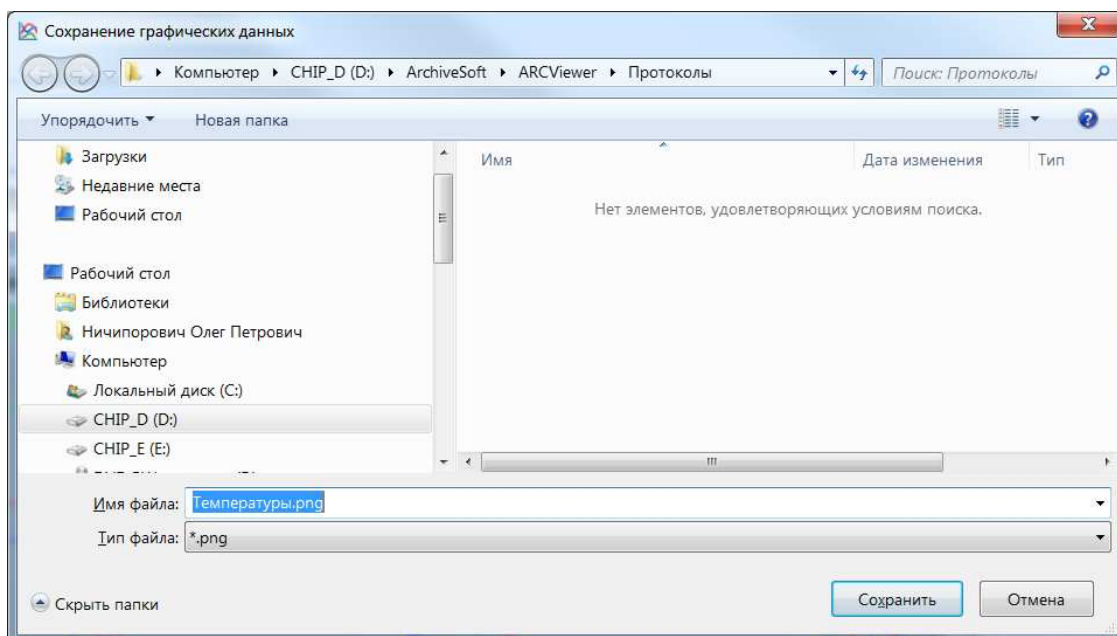 Сохранение графических данных
Компьютер CHIP_D (D:) ArchiveSoft ARCViewer Протоколы
Поиск: Протоколы
Упорядочить Новая папка
Загрузки
Недавние места
Рабочий стол
Рабочий стол
Библиотеки
Ничипорович Олег Петрович
Компьютер
Локальный диск (C:)
CHIP_D (D:)
CHIP_E (E:)
Имя Дата изменения Тип
Нет элементов, удовлетворяющих условиям поиска.
Имя файла: Температуры.png
Тип файла: *.png
Скрыть папки
Сохранить Отмена